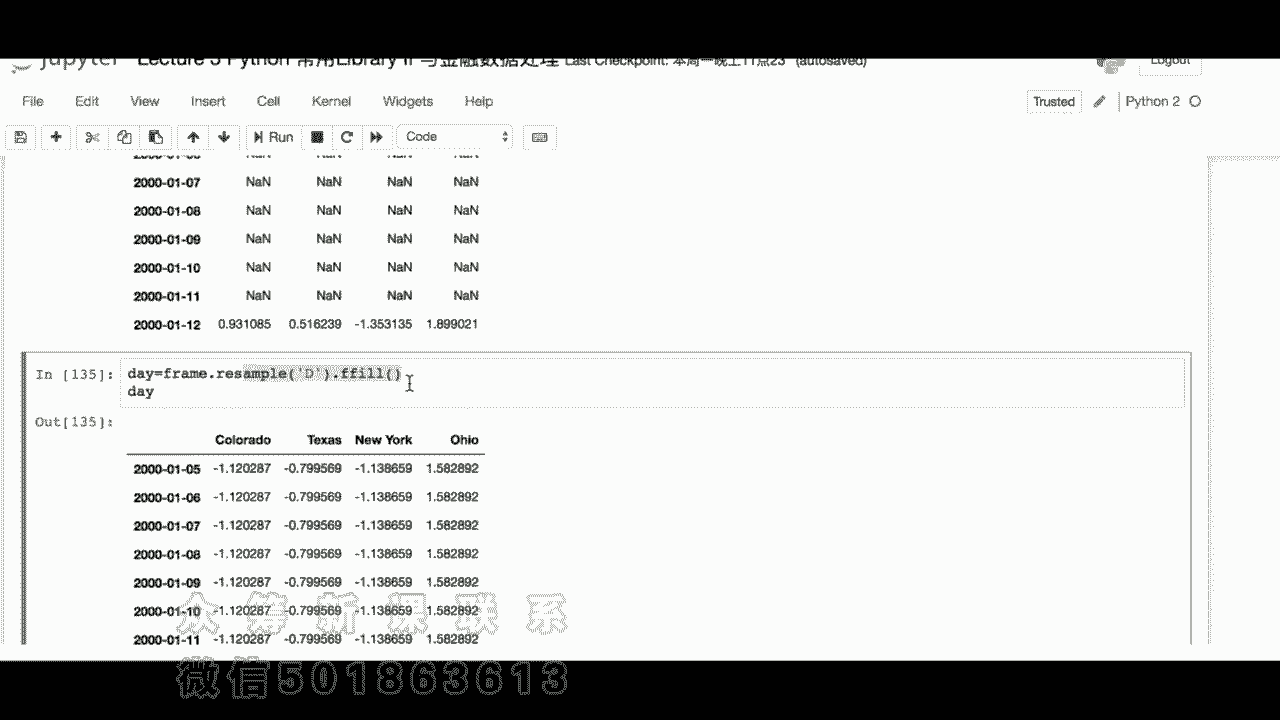 jupyter Lecture 3 Python 常用Library II 与金融数据处理 Last Checkpoint: 本周一晚上11点23 (autosaved) Logout
File Edit View Insert Cell Kernel Widgets Help Trusted Python 2
Run Code
NaN NaN NaN NaN
2000-01-07 NaN NaN NaN NaN
2000-01-08 NaN NaN NaN NaN
2000-01-09 NaN NaN NaN NaN
2000-01-10 NaN NaN NaN NaN
2000-01-11 NaN NaN NaN NaN
2000-01-12 0.931085 0.516239 -1.353135 1.899021
In [135]: day=frame.resample('D').ffill()
day
Out[135]:
Colorado Texas New York Ohio
2000-01-05 -1.120287 -0.799569 -1.138659 1.582892
2000-01-06 -1.120287 -0.799569 -1.138659 1.582892
2000-01-07 -1.120287 -0.799569 -1.138659 1.582892
2000-01-08 -1.120287 -0.799569 -1.138659 1.582892
2000-01-09 -1.120287 -0.799569 -1.138659 1.582892
2000-01-10 -1.120287 -0.799569 -1.138659 1.582892
2000-01-11 -1.120287 -0.799569 -1.138659 1.582892
众筹新课联系
微信501863613